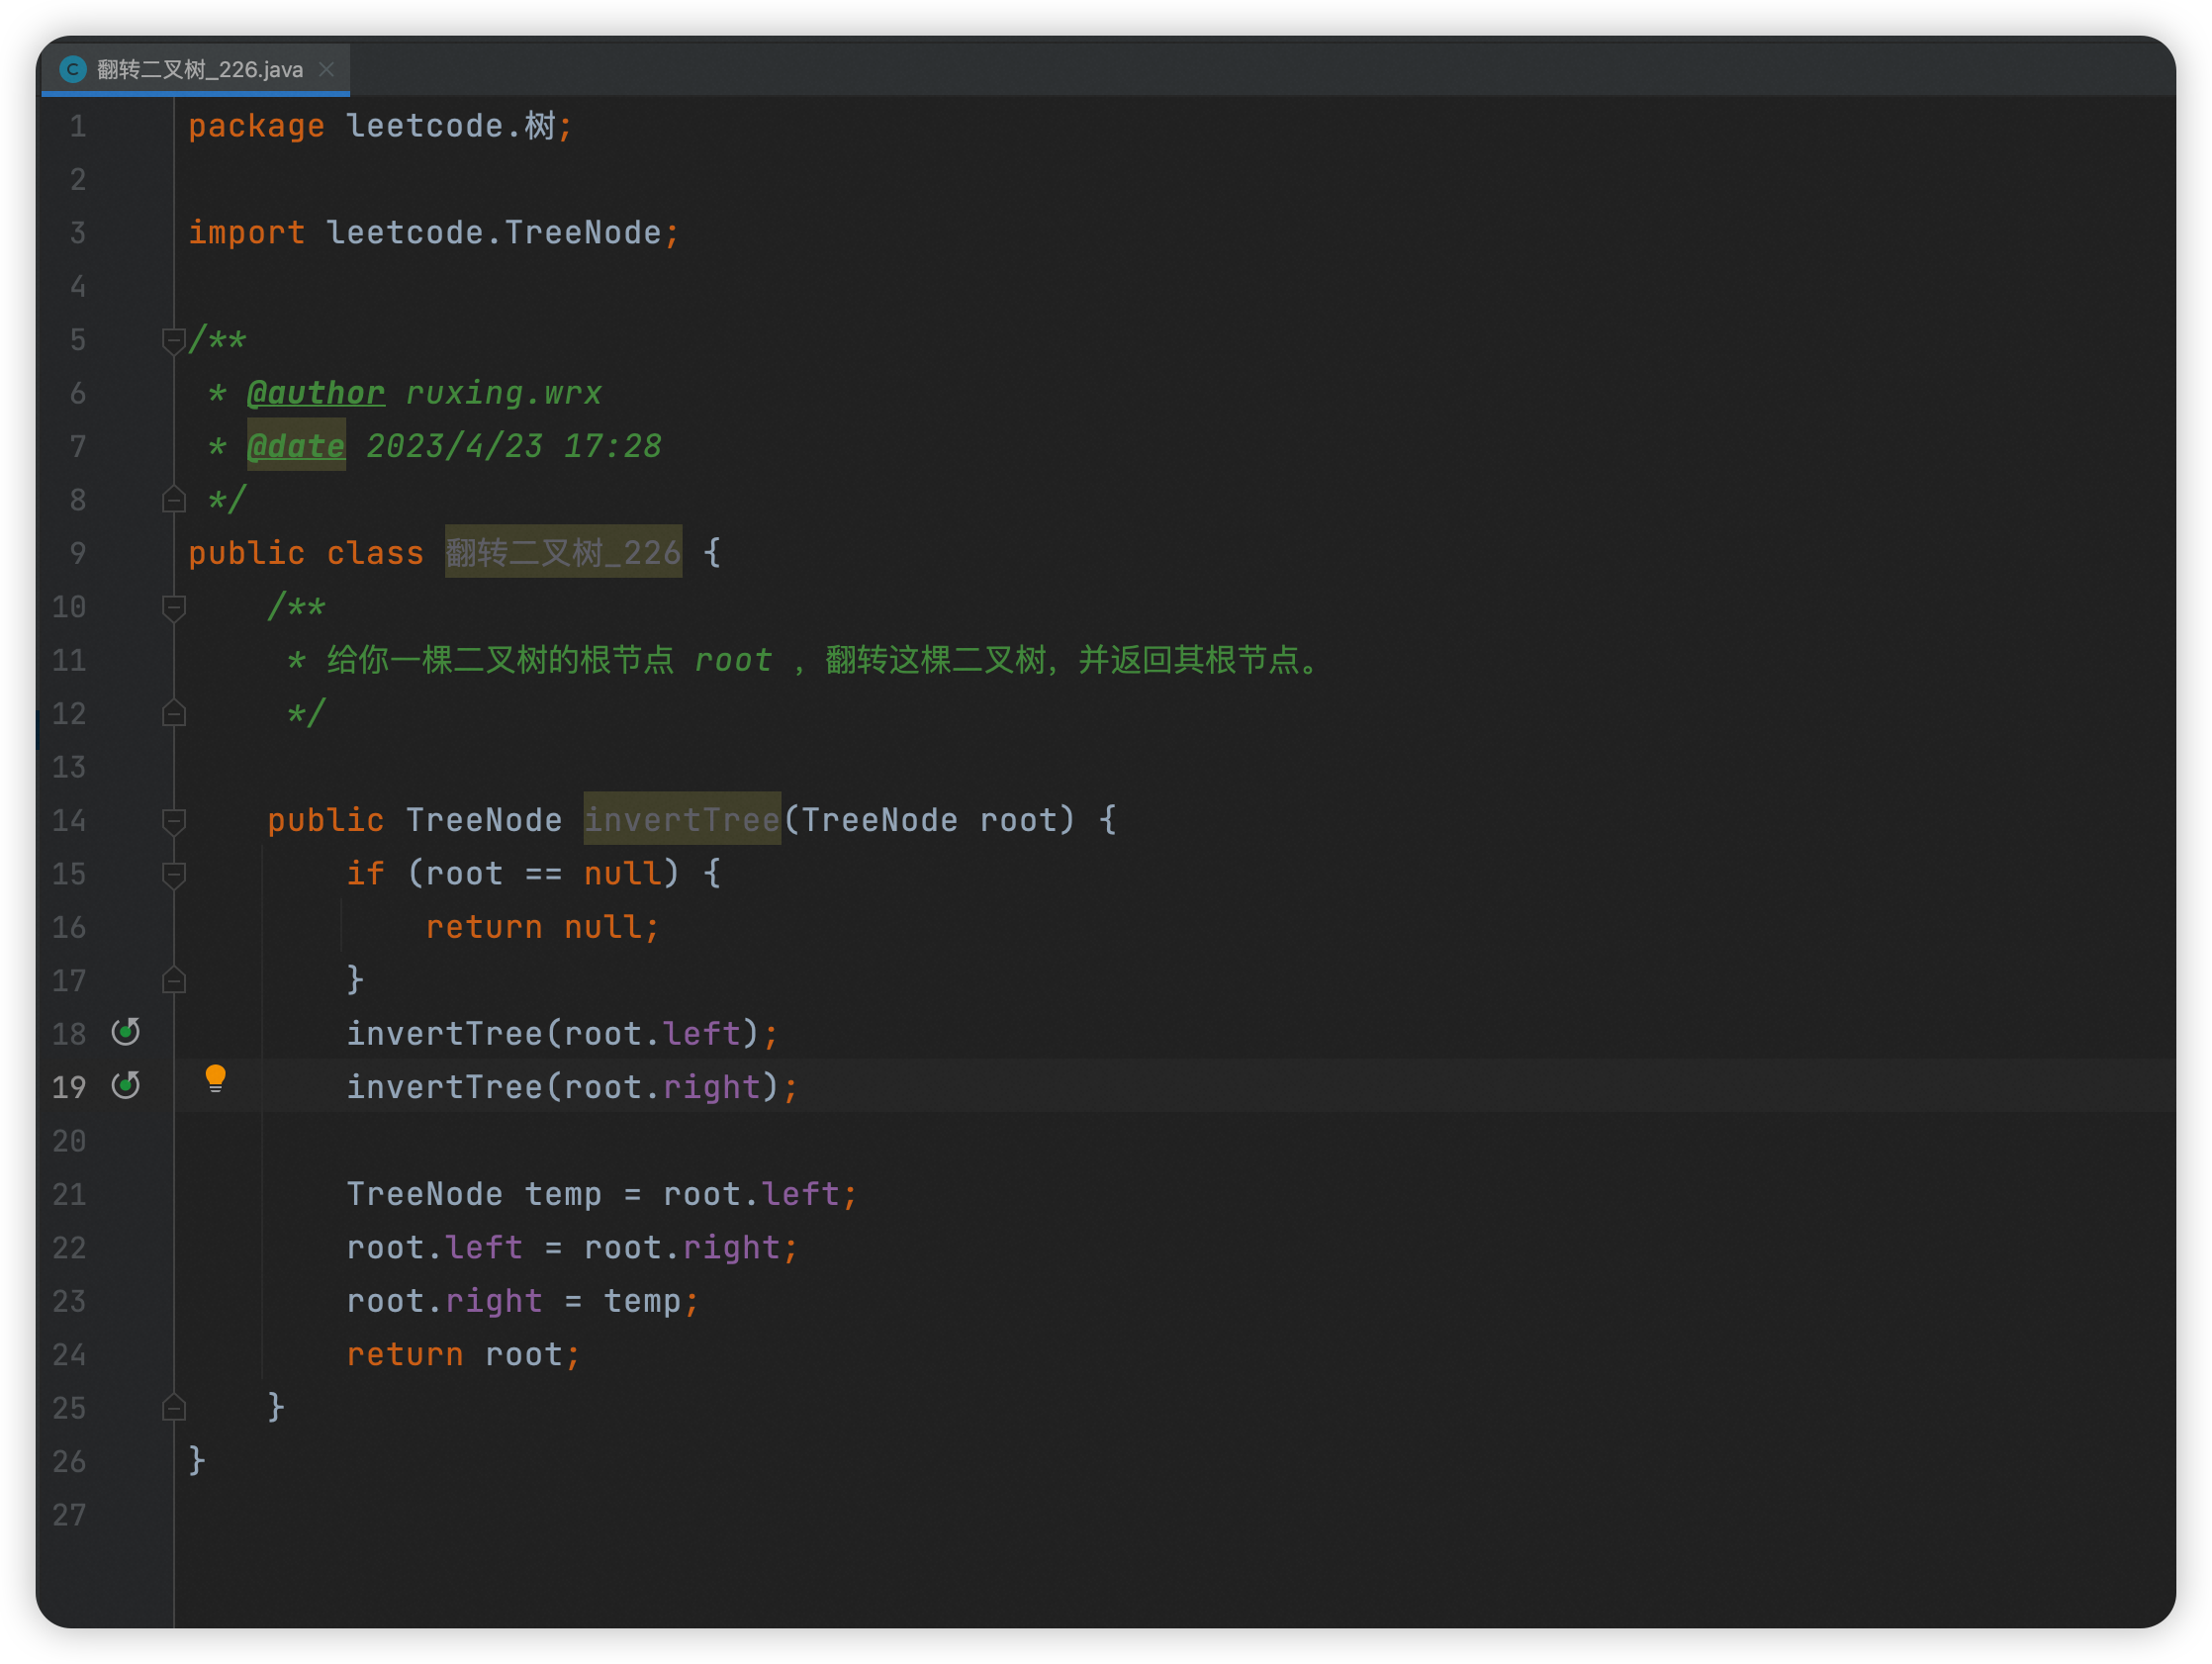 翻转二叉树_226.java
1 package leetcode.树;
2
3 import leetcode.TreeNode;
4
5 /**
6  * @author ruxing.wrx
7  * @date 2023/4/23 17:28
8  */
9 public class 翻转二叉树_226 {
10     /**
11      * 给你一棵二叉树的根节点 root ，翻转这棵二叉树，并返回其根节点。
12      */
13
14     public TreeNode invertTree(TreeNode root) {
15         if (root == null) {
16             return null;
17         }
18         invertTree(root.left);
19         invertTree(root.right);
20
21         TreeNode temp = root.left;
22         root.left = root.right;
23         root.right = temp;
24         return root;
25     }
26 }
27